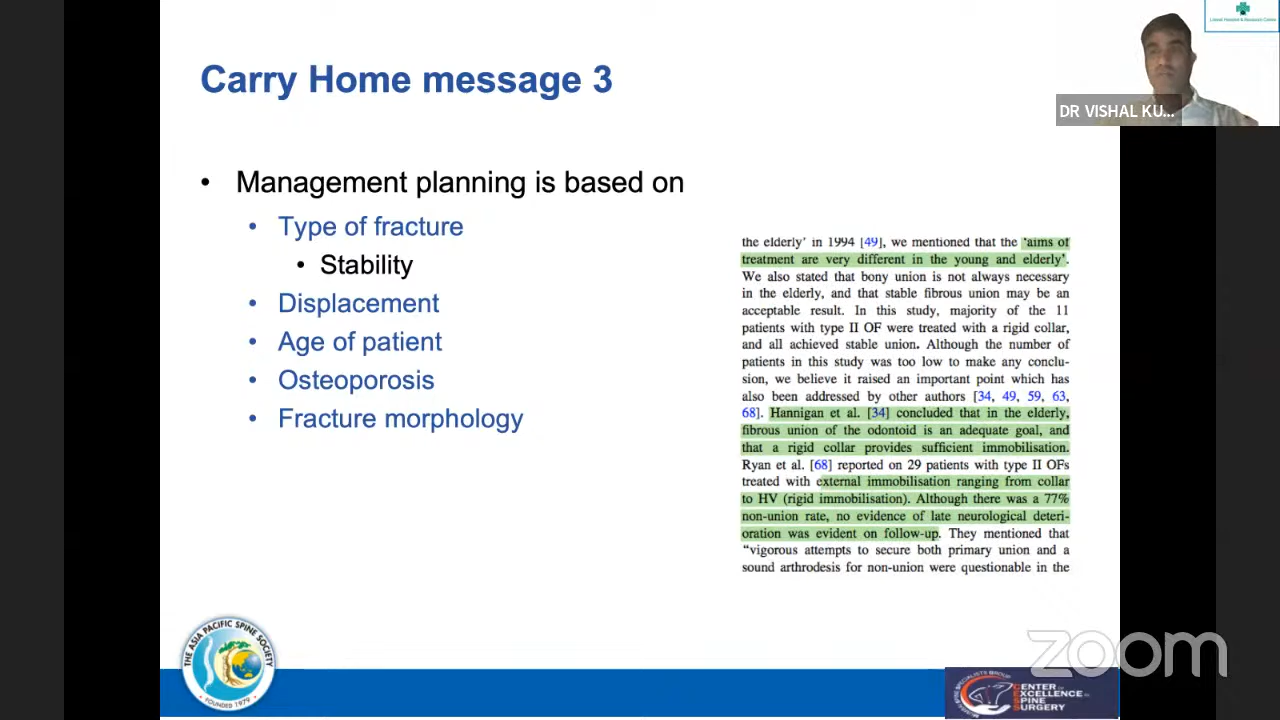 Carry Home message 3
DR VISHAL KU...
• Management planning is based on
• Type of fracture
• Stability
• Displacement
• Age of patient
• Osteoporosis
• Fracture morphology
the elderly’ in 1994 [49], we mentioned that the ‘aims of
treatment are very different in the young and elderly’.
We also stated that bony union is not always necessary
in the elderly, and that stable fibrous union may be an
acceptable result. In this study, majority of the 11
patients with type II OF were treated with a rigid collar,
and all achieved stable union. Although the number of
patients in this study was too low to make any conclu-
sion, we believe it raised an important point which has
also been addressed by other authors [34, 49, 59, 63,
68]. Hannigan et al. [34] concluded that in the elderly,
fibrous union of the odontoid is an adequate goal, and
that a rigid collar provides sufficient immobilisation.
Ryan et al. [68] reported on 29 patients with type II OFs
treated with external immobilisation ranging from collar
to HV (rigid immobilisation). Although there was a 77%
non-union rate, no evidence of late neurological deteri-
oration was evident on follow-up. They mentioned that
“vigorous attempts to secure both primary union and a
sound arthrodesis for non-union were questionable in the
THE ASIA PACIFIC SPINE SOCIETY
FOUNDED 1979
zoom
CENTER
EXCELLENCE
SPINE
SURGERY